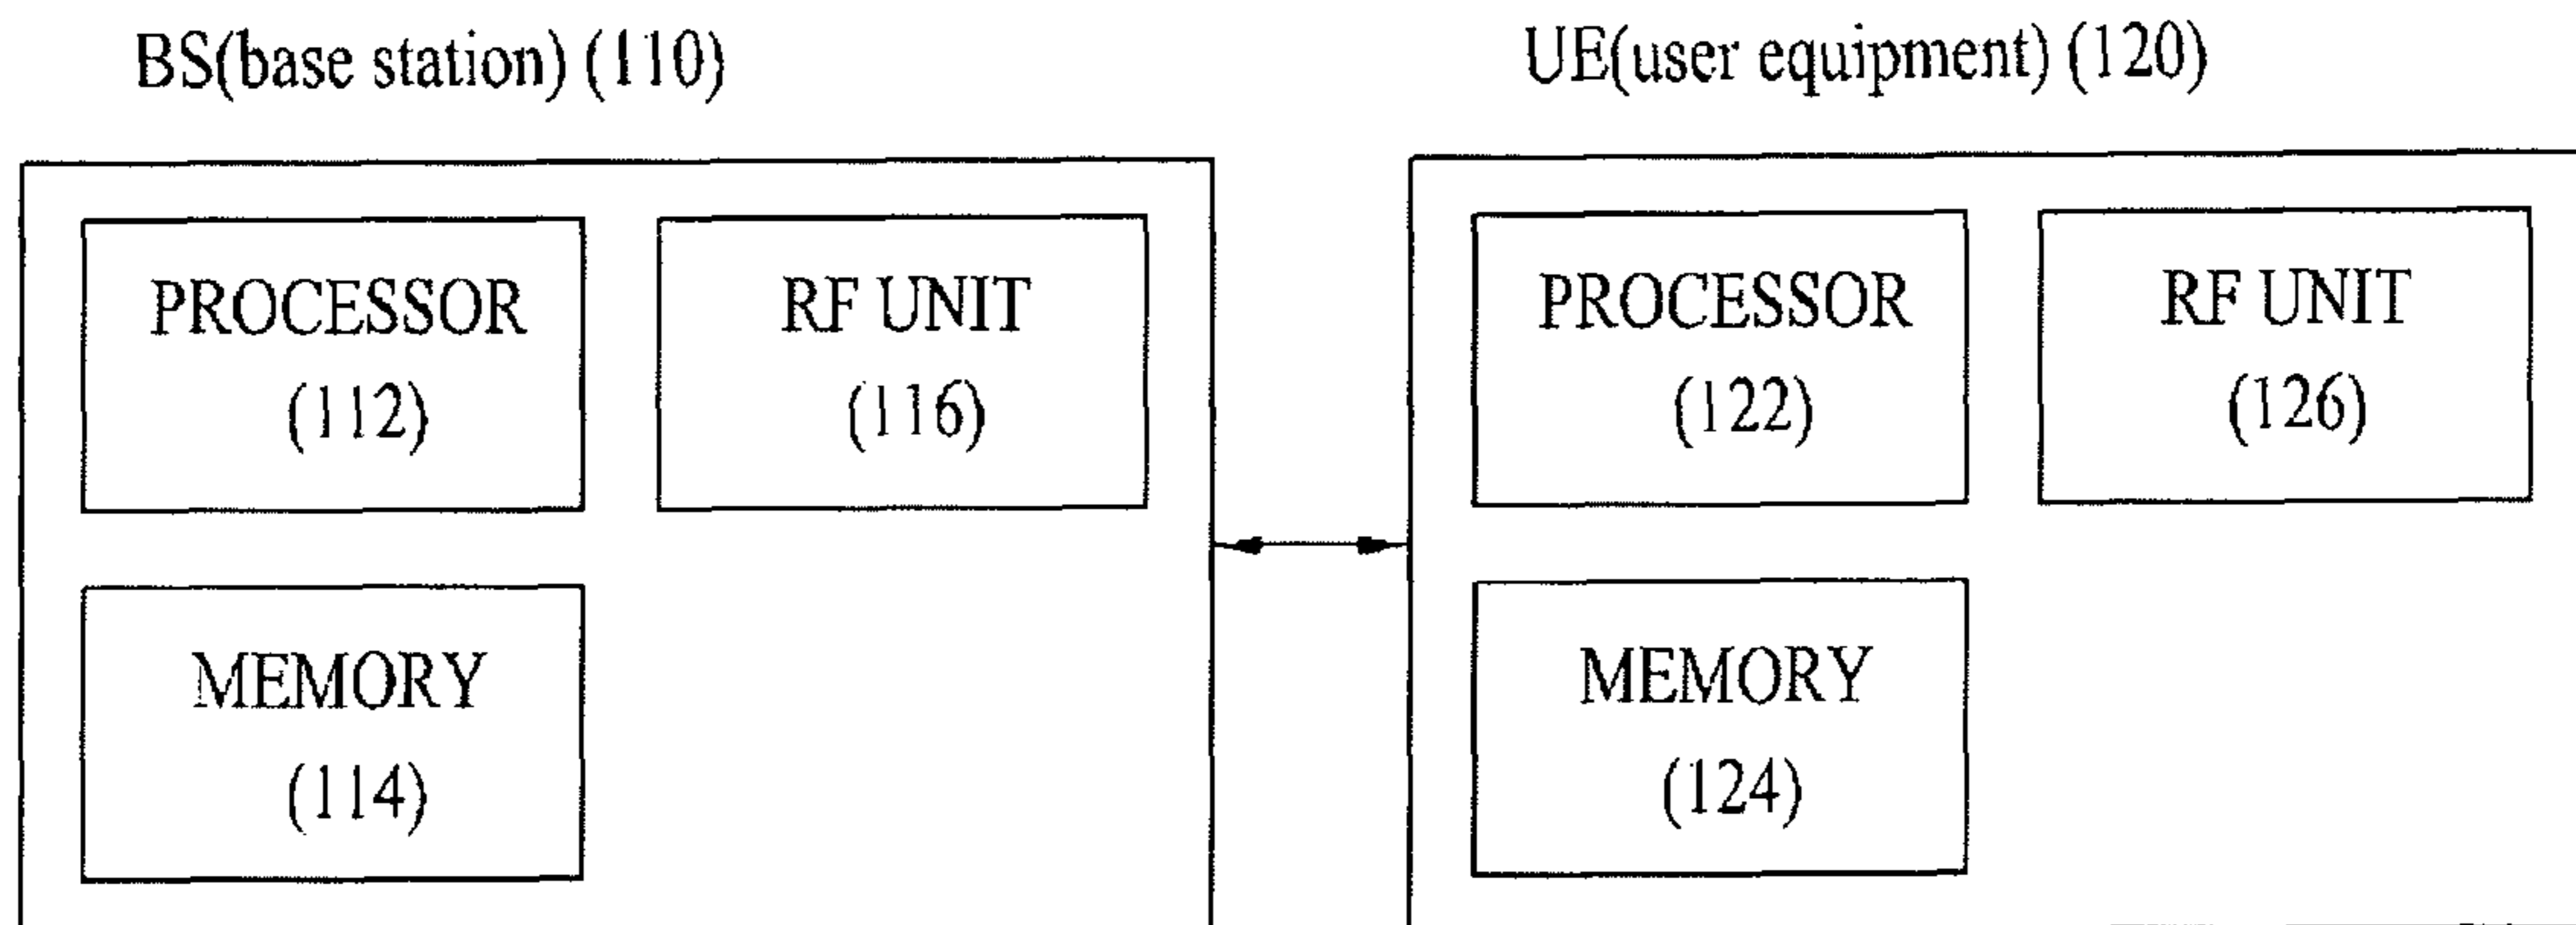 BS(base station) (110)
PROCESSOR
(112)
RF UNIT
(116)
MEMORY
(114)
UE(user equipment) (120)
PROCESSOR
(122)
RF UNIT
(126)
MEMORY
(124)